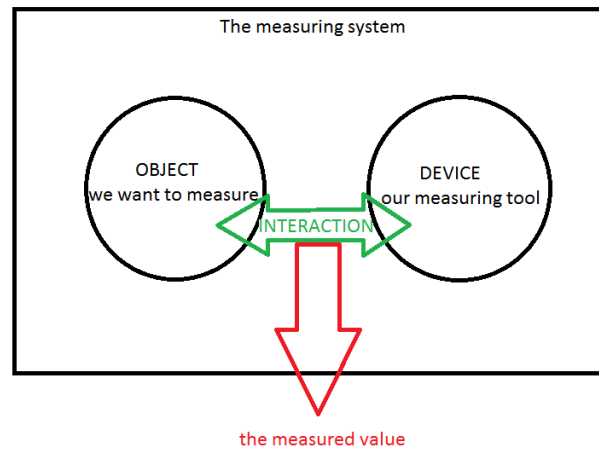 The measuring system
OBJECT
we want to measure
DEVICE
our measuring tool
INTERACTION
the measured value